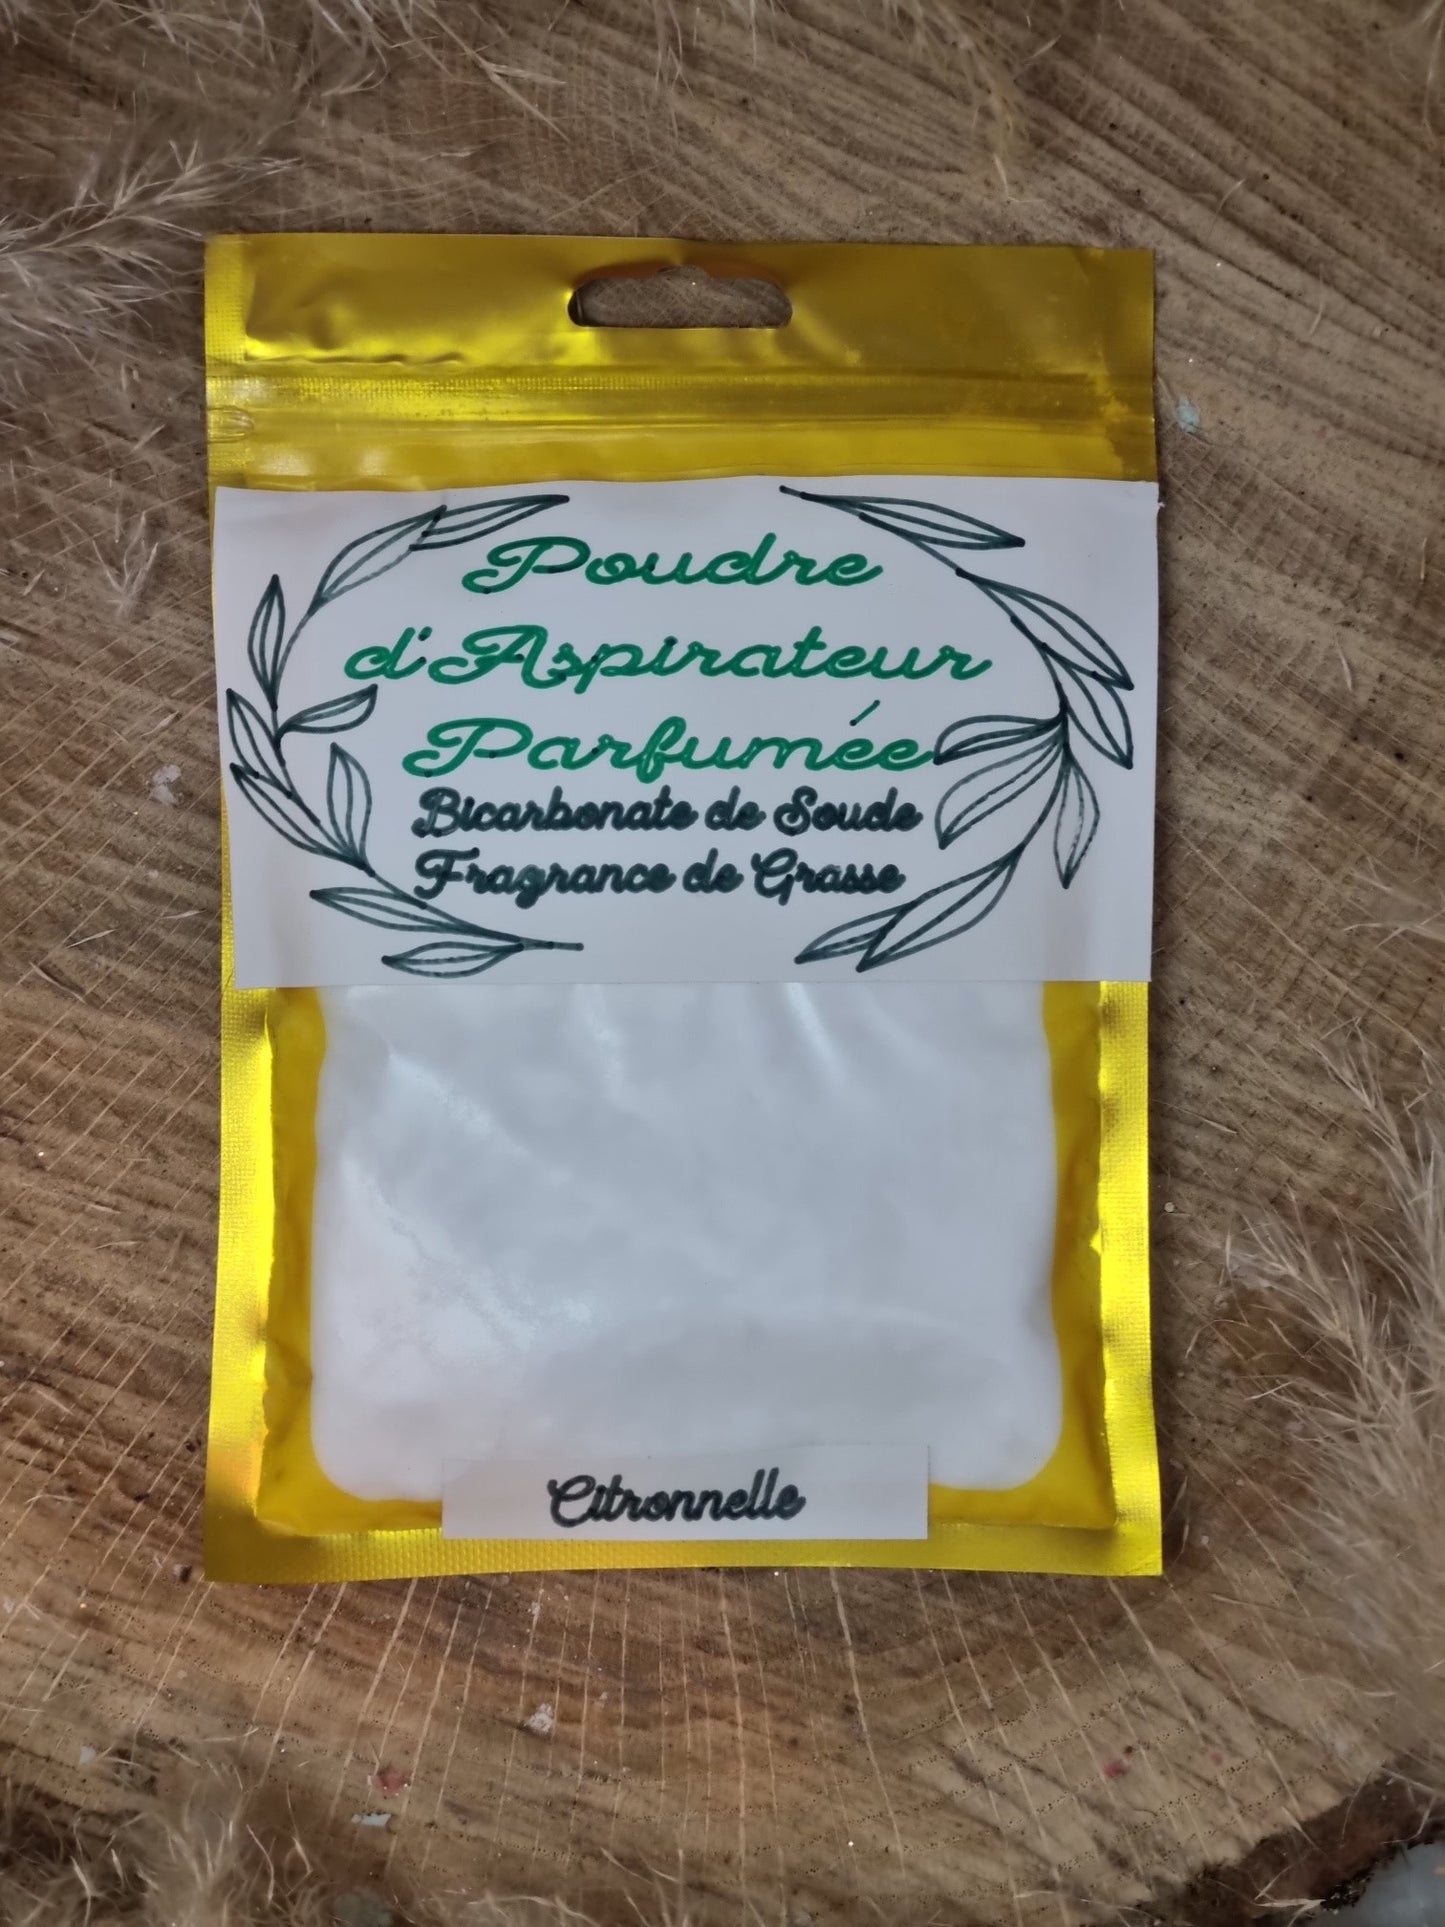 Poudre
d'Aspirateur
Parfumée
Bicarbonate de Soude
Fragrance de Grasse
Citronnelle